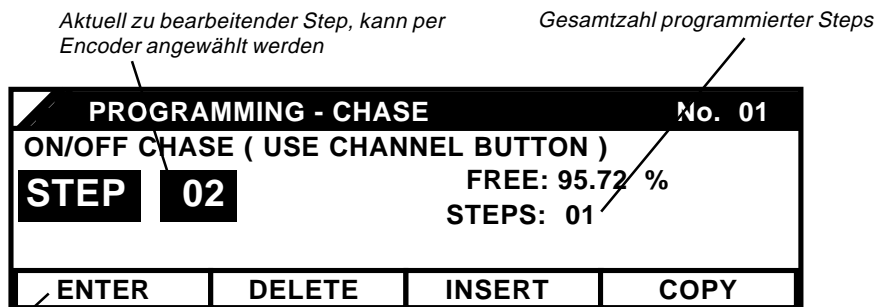 Aktuell zu bearbeitender Step, kann per
Encoder angewählt werden
Gesamtzahl programmierter Steps
PROGRAMMING - CHASE No. 01
ON/OFF CHASE ( USE CHANNEL BUTTON )
STEP 02
FREE: 95.72 %
STEPS: 01
ENTER DELETE INSERT COPY